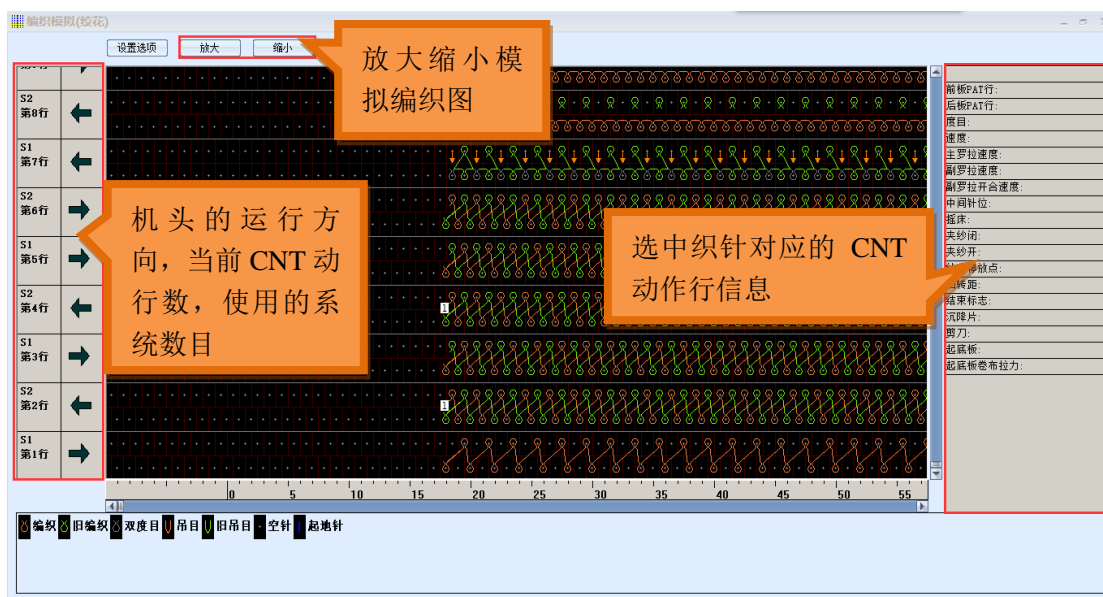 编织模拟(绞花)
设置选项 放大 缩小
放大缩小模
拟编织图
S2
第8行
S1
第7行
S2
第6行
S1
第5行
S2
第4行
S1
第3行
S2
第2行
S1
第1行
机头的运行方
向，当前 CNT 动
行数，使用的系
统数目
1
1
选中织针对应的 CNT
动作行信息
前板PAT行:
后板PAT行:
度目:
速度:
主罗拉速度:
副罗拉速度:
副罗拉开合速度:
中间针位:
摇床:
夹纱闭:
夹纱开:
放点:
转距:
结束标志:
沉降片:
剪刀:
起底板:
起底板卷布拉力:
0 5 10 15 20 25 30 35 40 45 50 55
编织 旧编织 双度目 吊目 旧吊目 空针 起地针